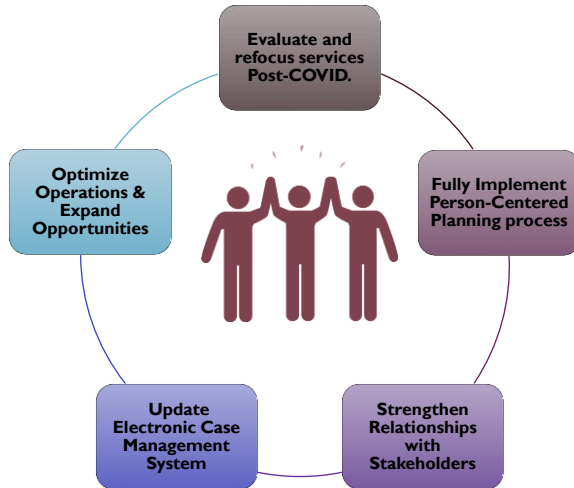 Evaluate and
refocus services
Post-COVID.
Fully Implement
Person-Centered
Planning process
Strengthen
Relationships
with
Stakeholders
Update
Electronic Case
Management
System
Optimize
Operations &
Expand
Opportunities